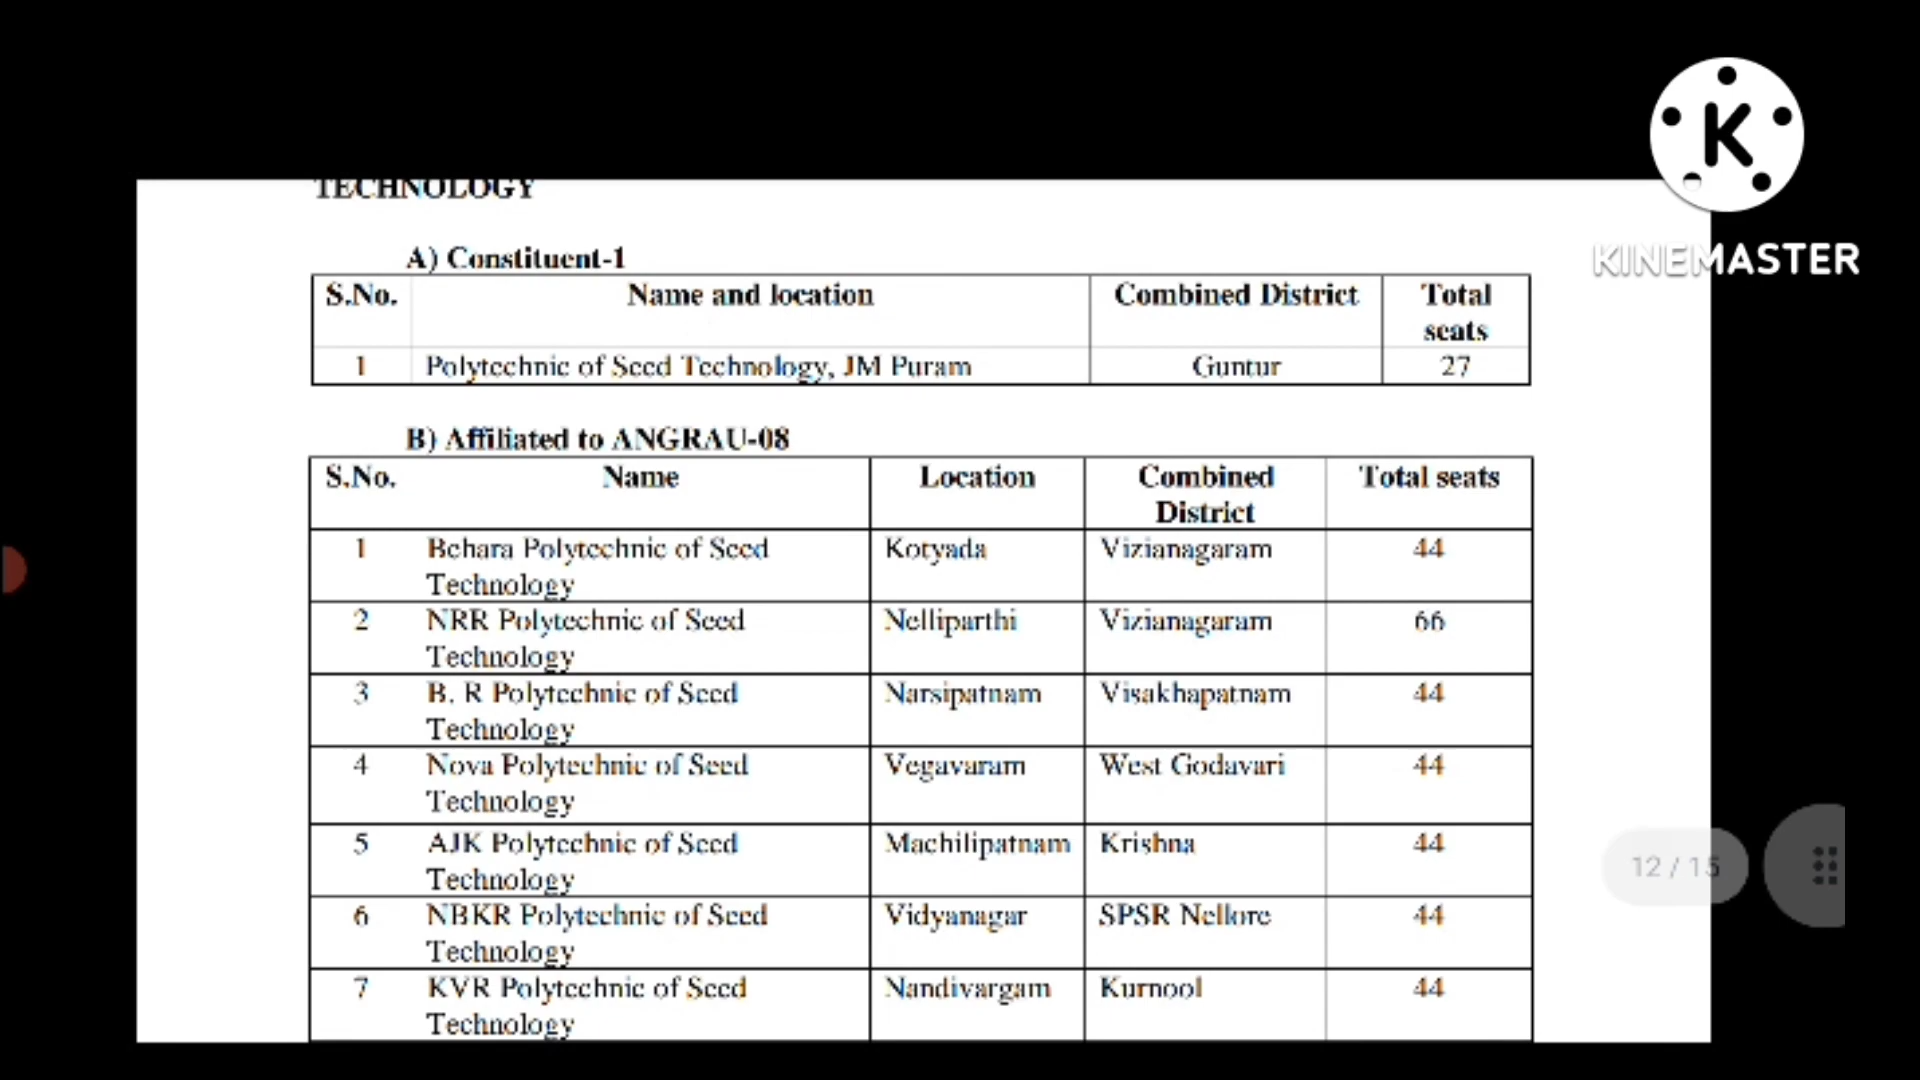 TECHNOLOGY
A) Constituent-1
S.No. Name and location Combined District Total seats
1 Polytechnic of Seed Technology, JM Puram Guntur 27
B) Affiliated to ANGRAU-08
S.No. Name Location Combined District Total seats
1 Behara Polytechnic of Seed Technology Kotyada Vizianagaram 44
2 NRR Polytechnic of Seed Technology Nelliparthi Vizianagaram 66
3 B. R Polytechnic of Seed Technology Narsipatnam Visakhapatnam 44
4 Nova Polytechnic of Seed Technology Vegavaram West Godavari 44
5 AJK Polytechnic of Seed Technology Machilipatnam Krishna 44
6 NBKR Polytechnic of Seed Technology Vidyanagar SPSR Nellore 44
7 KVR Polytechnic of Seed Technology Nandivargam Kurnool 44
K
KINEMASTER
12 / 15